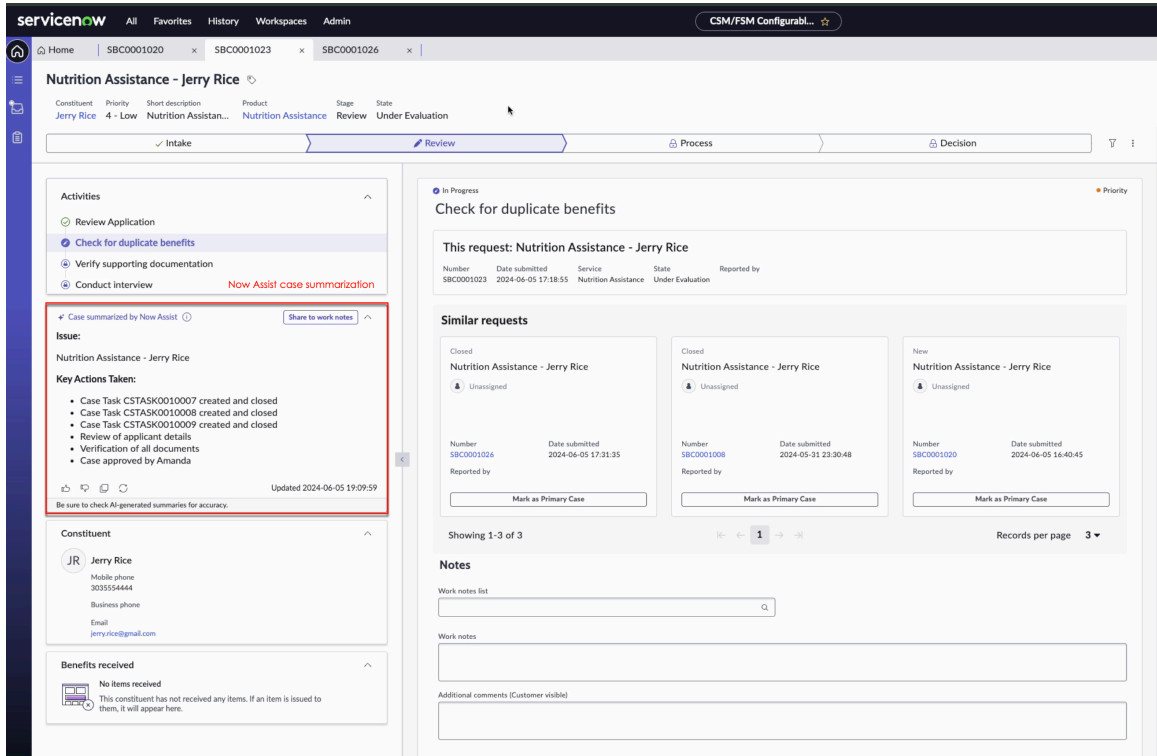 servicenow All Favorites History Workspaces Admin CSM/FSM Configurabl...
Home SBC0001020 × SBC0001023 × SBC0001026 ×
Nutrition Assistance - Jerry Rice
Constituent Priority Short description Product Stage State
Jerry Rice 4 - Low Nutrition Assistan... Nutrition Assistance Review Under Evaluation
Intake Review Process Decision
Activities
Review Application
Check for duplicate benefits
Verify supporting documentation
Conduct interview
Now Assist case summarization
Case summarized by Now Assist Share to work notes
Issue:
Nutrition Assistance - Jerry Rice
Key Actions Taken:
• Case Task CSTASK0010007 created and closed
• Case Task CSTASK0010008 created and closed
• Case Task CSTASK0010009 created and closed
• Review of applicant details
• Verification of all documents
• Case approved by Amanda
Updated 2024-06-05 19:09:59
Be sure to check AI-generated summaries for accuracy.
Constituent
JR Jerry Rice
Mobile phone
3035554444
Business phone
Email
jerry.rice@gmail.com
Benefits received
No items received
This constituent has not received any items. If an item is issued to
them, it will appear here.
In Progress Priority
Check for duplicate benefits
This request: Nutrition Assistance - Jerry Rice
Number Date submitted Service State Reported by
SBC0001023 2024-06-05 17:18:55 Nutrition Assistance Under Evaluation
Similar requests
Closed
Nutrition Assistance - Jerry Rice
Unassigned
Number Date submitted
SBC0001026 2024-06-05 17:31:35
Reported by
Mark as Primary Case
Closed
Nutrition Assistance - Jerry Rice
Unassigned
Number Date submitted
SBC0001008 2024-05-31 23:30:48
Reported by
Mark as Primary Case
New
Nutrition Assistance - Jerry Rice
Unassigned
Number Date submitted
SBC0001020 2024-06-05 16:40:45
Reported by
Mark as Primary Case
Showing 1-3 of 3 1 Records per page 3
Notes
Work notes list
Work notes
Additional comments (Customer visible)